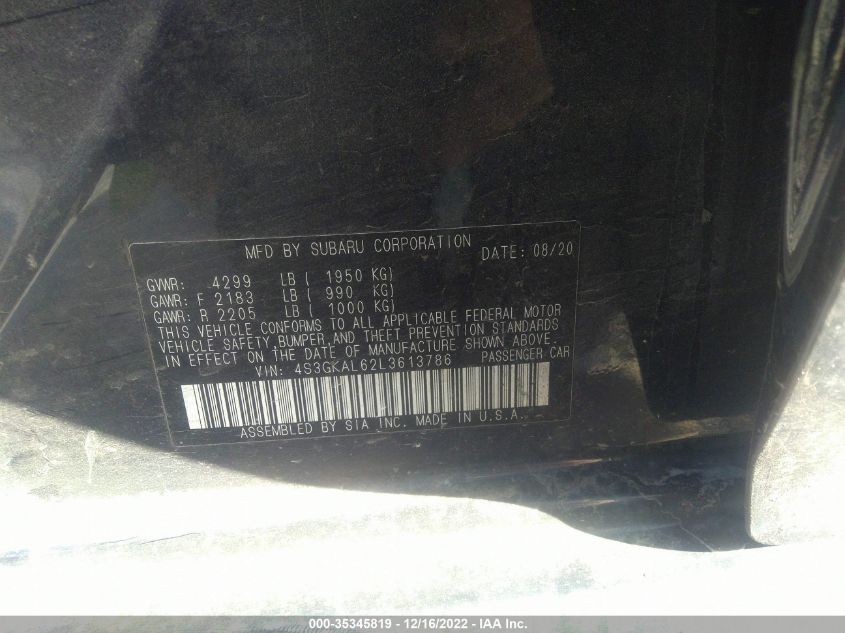 MFD BY SUBARU CORPORATION DATE: 08/20
GVWR: 4299 LB ( 1950 KG)
GAWR: F 2183 LB ( 990 KG)
GAWR: R 2205 LB ( 1000 KG)
THIS VEHICLE CONFORMS TO ALL APPLICABLE FEDERAL MOTOR
VEHICLE SAFETY,BUMPER,AND THEFT PREVENTION STANDARDS
IN EFFECT ON THE DATE OF MANUFACTURE SHOWN ABOVE.
VIN: 4S3GKAL62L3613786 PASSENGER CAR
ASSEMBLED BY SIA INC. MADE IN U.S.A.
000-35345819 - 12/16/2022 - IAA Inc.